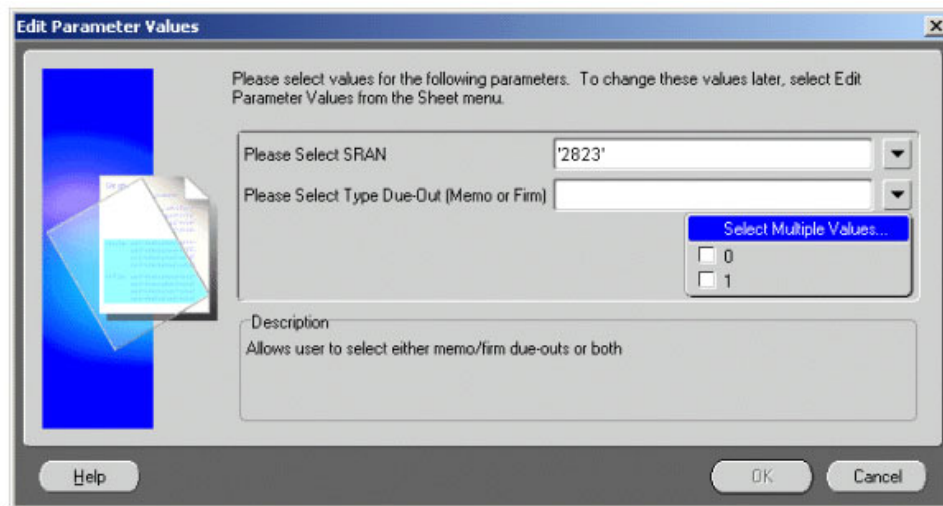 Edit Parameter Values
Please select values for the following parameters. To change these values later, select Edit
Parameter Values from the Sheet menu.
Please Select SRAN '2823'
Please Select Type Due-Out (Memo or Firm)
Select Multiple Values...
0
1
Description
Allows user to select either memo/firm due-outs or both
Help OK Cancel